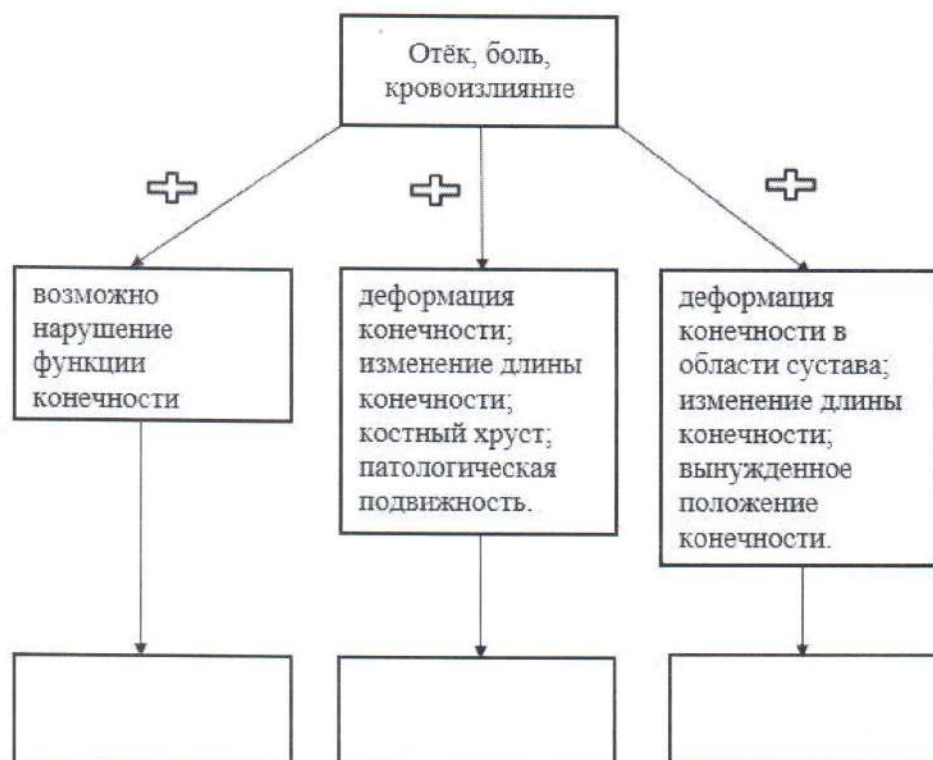 Отёк, боль,
кровоизлияние
возможно
нарушение
функции
конечности
деформация
конечности;
изменение длины
конечности;
костный хруст;
патологическая
подвижность.
деформация
конечности в
области сустава;
изменение длины
конечности;
вынужденное
положение
конечности.